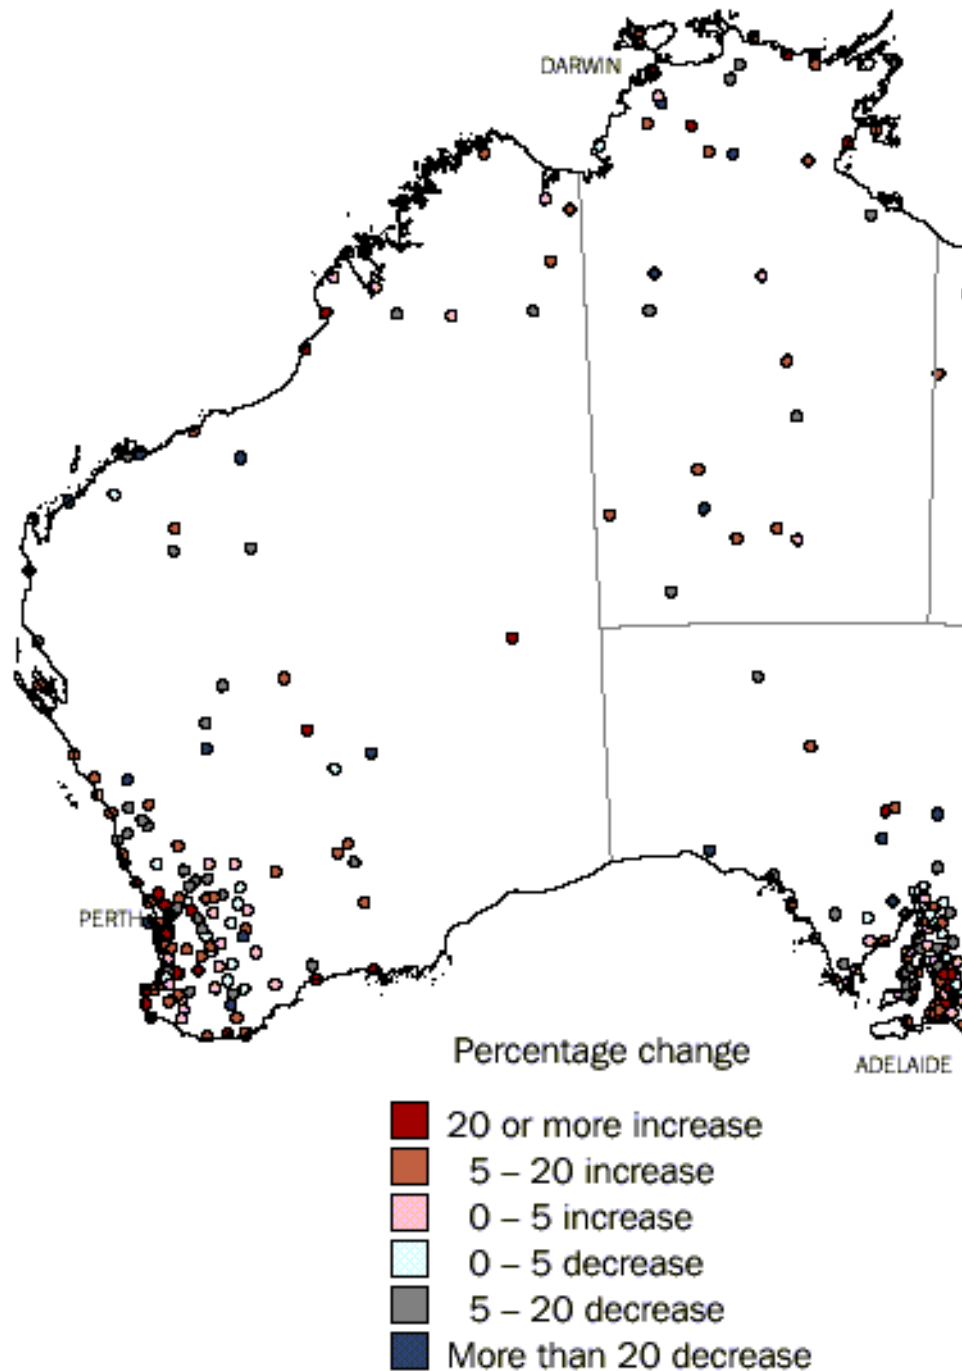 DARWIN
PERTH
Percentage change
ADELAIDE
20 or more increase
5 – 20 increase
0 – 5 increase
0 – 5 decrease
5 – 20 decrease
More than 20 decrease